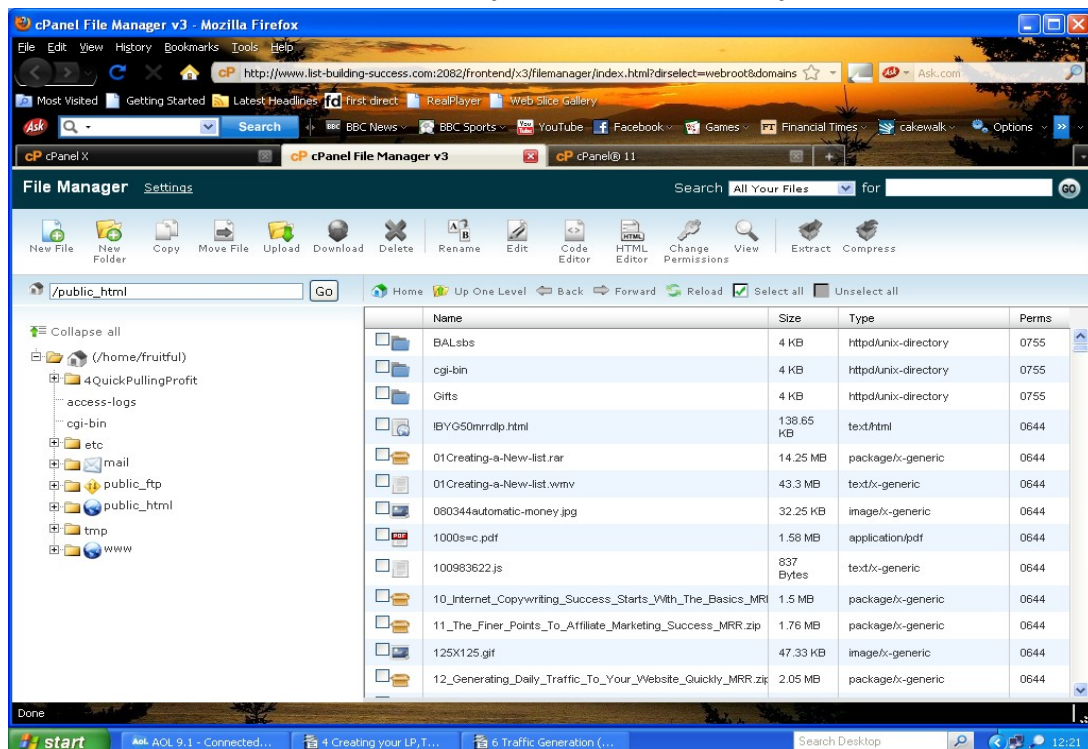 cPanel File Manager v3 - Mozilla Firefox
File Edit View History Bookmarks Tools Help
cP http://www.list-building-success.com:2082/frontend/x3/filemanager/index.html?dirselect=webroot&domains Ask.com
Most Visited Getting Started Latest Headlines fd first direct RealPlayer Web Slice Gallery
Ask Q Search BBC BBC News BBC Sports YouTube Facebook Games FT Financial Times cakewalk Options »
cP cPanel X cP cPanel File Manager v3 cP cPanel® 11 +
File Manager Settings Search All Your Files for GO
New File New Folder Copy Move File Upload Download Delete Rename Edit Code Editor HTML Editor Change Permissions View Extract Compress
/public_html Go Home Up One Level Back Forward Reload Select all Unselect all
Collapse all
(/home/fruitful)
4QuickPullingProfit
access-logs
cgi-bin
etc
mail
public_ftp
public_html
tmp
www
Name Size Type Perms
BALsbs 4 KB httpd/unix-directory 0755
cgi-bin 4 KB httpd/unix-directory 0755
Gifts 4 KB httpd/unix-directory 0755
!BYG50mrrdlp.html 138.65 KB text/html 0644
01Creating-a-New-list.rar 14.25 MB package/x-generic 0644
01Creating-a-New-list.wmv 43.3 MB text/x-generic 0644
080344automatic-money.jpg 32.25 KB image/x-generic 0644
1000s=c.pdf 1.58 MB application/pdf 0644
100983622.js 837 Bytes text/x-generic 0644
10_Internet_Copywriting_Success_Starts_With_The_Basics_MR 1.5 MB package/x-generic 0644
11_The_Finer_Points_To_Affiliate_Marketing_Success_MRR.zip 1.76 MB package/x-generic 0644
125X125.gif 47.33 KB image/x-generic 0644
12_Generating_Daily_Traffic_To_Your_Website_Quickly_MRR.zip 2.05 MB package/x-generic 0644
Done
start AOL AOL 9.1 - Connected... 4 Creating your LP,T... 6 Traffic Generation (... Search Desktop 12:21